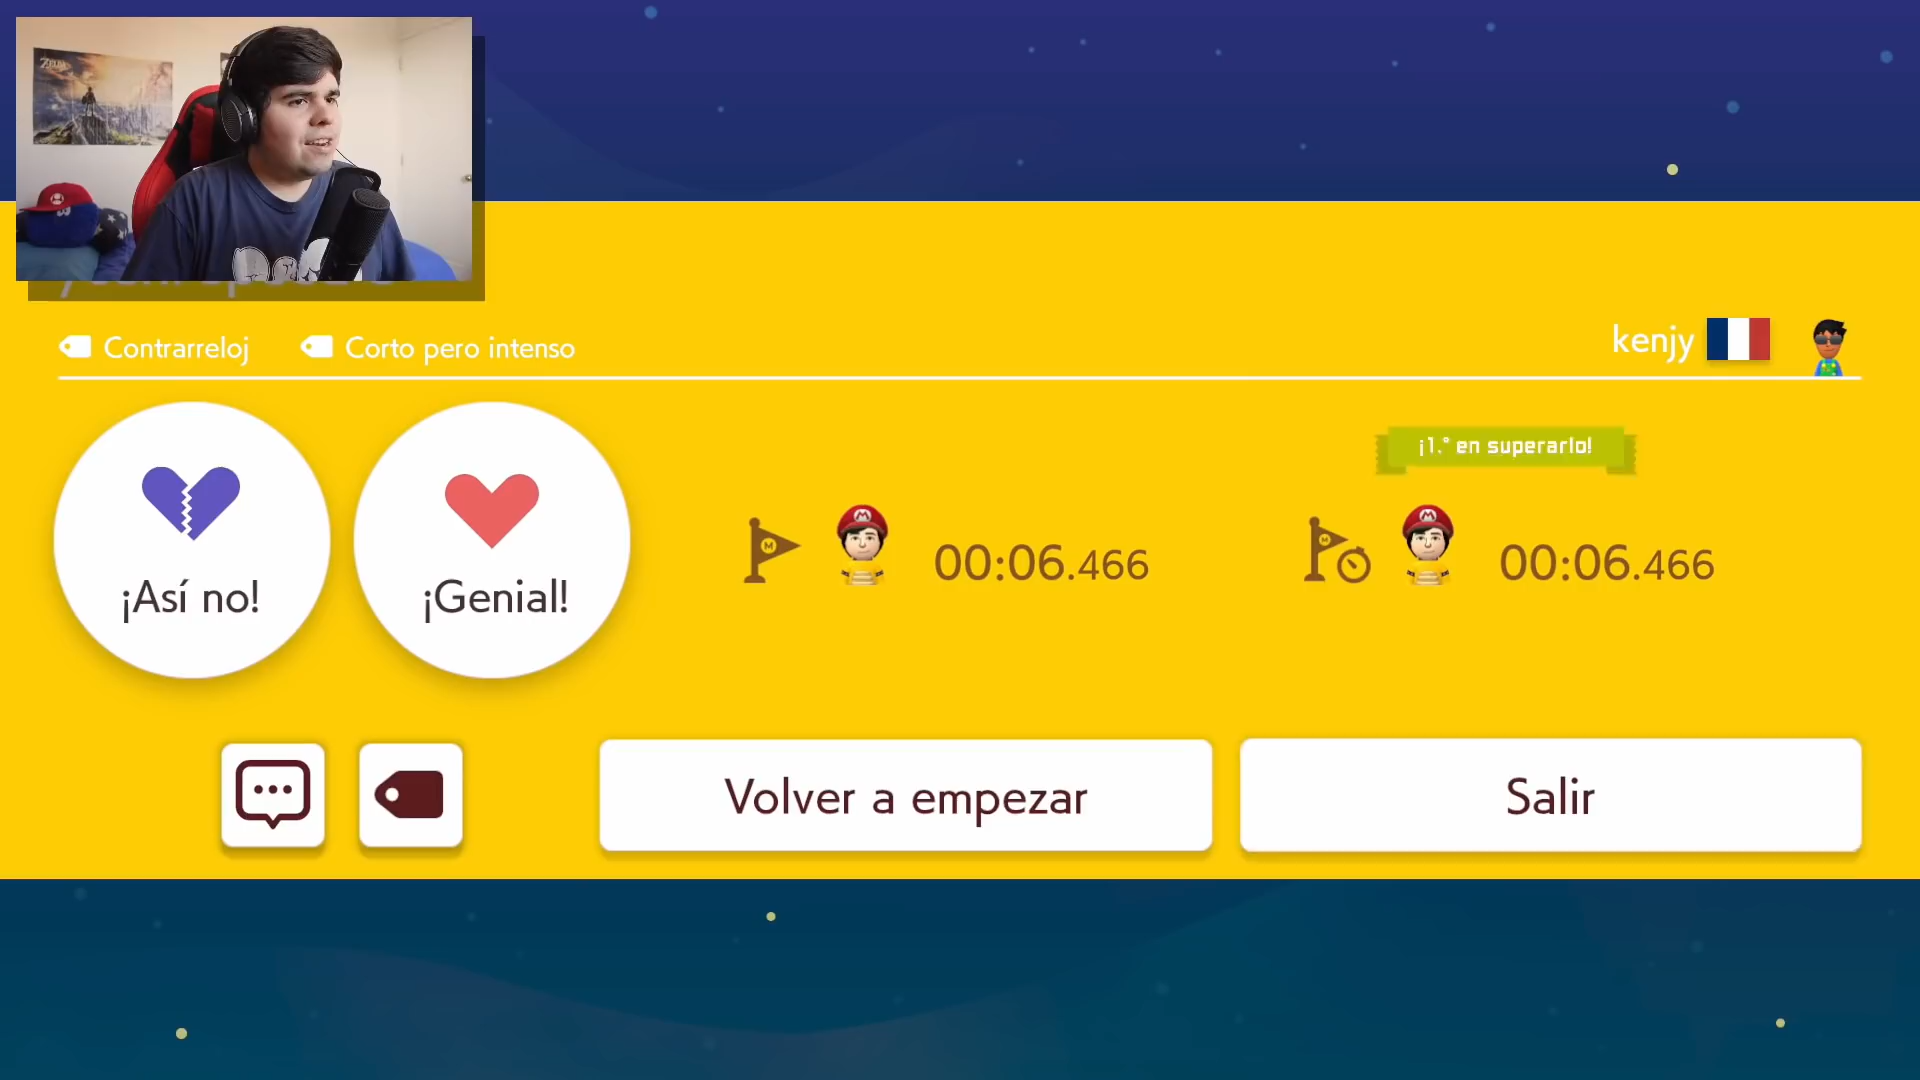 ZELDA
Contrarreloj
Corto pero intenso
kenjy
¡1.º en superarlo!
¡Así no!
¡Genial!
00:06.466
00:06.466
Volver a empezar
Salir